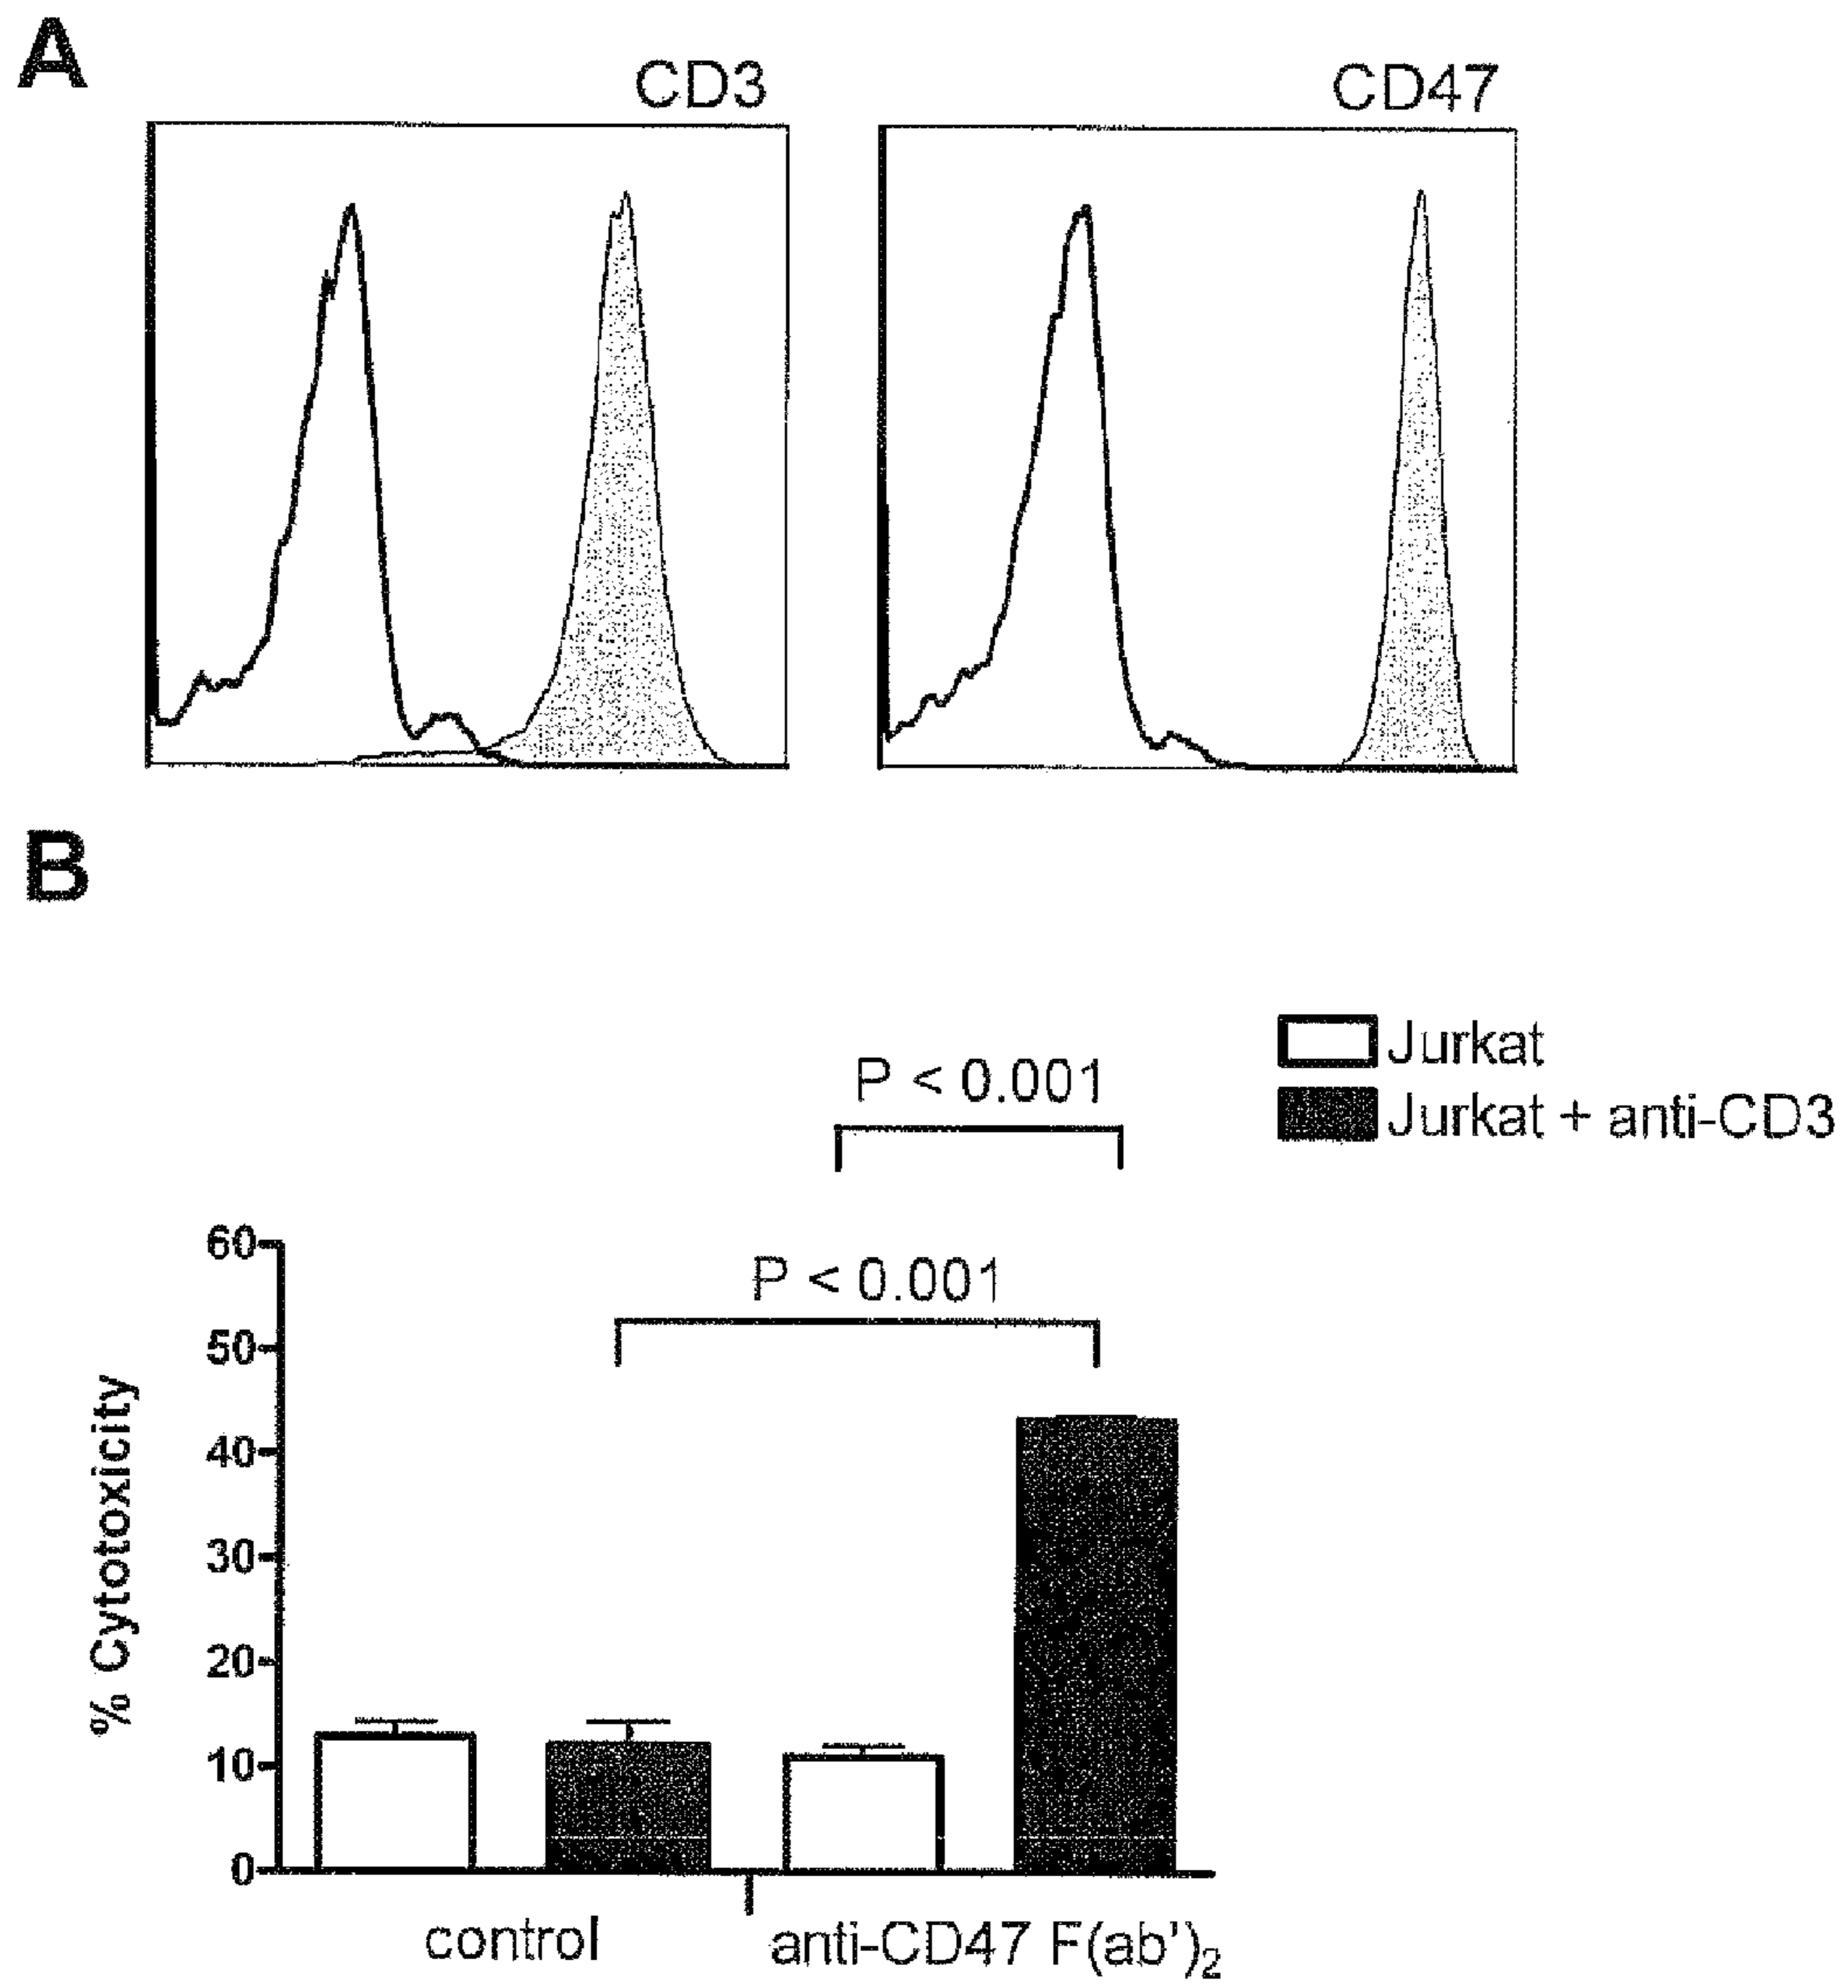 A
CD3
CD47
B
Jurkat
Jurkat + anti-CD3
P < 0.001
P < 0.001
% Cytotoxicity
60
50
40
30
20
10
0
control
anti-CD47 F(ab')₂